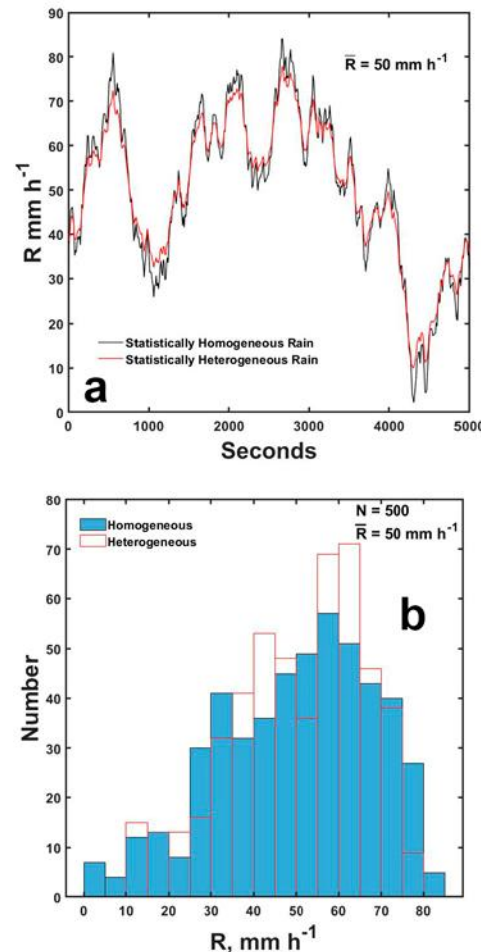 90
80
70
60
50
40
30
20
10
0
R mm h⁻¹
R̅ = 50 mm h⁻¹
Statistically Homogeneous Rain
Statistically Heterogeneous Rain
a
0 1000 2000 3000 4000 5000
Seconds
80
70
60
50
40
30
20
10
0
Number
Homogeneous
Heterogeneous
N = 500
R̅ = 50 mm h⁻¹
b
0 10 20 30 40 50 60 70 80
R, mm h⁻¹